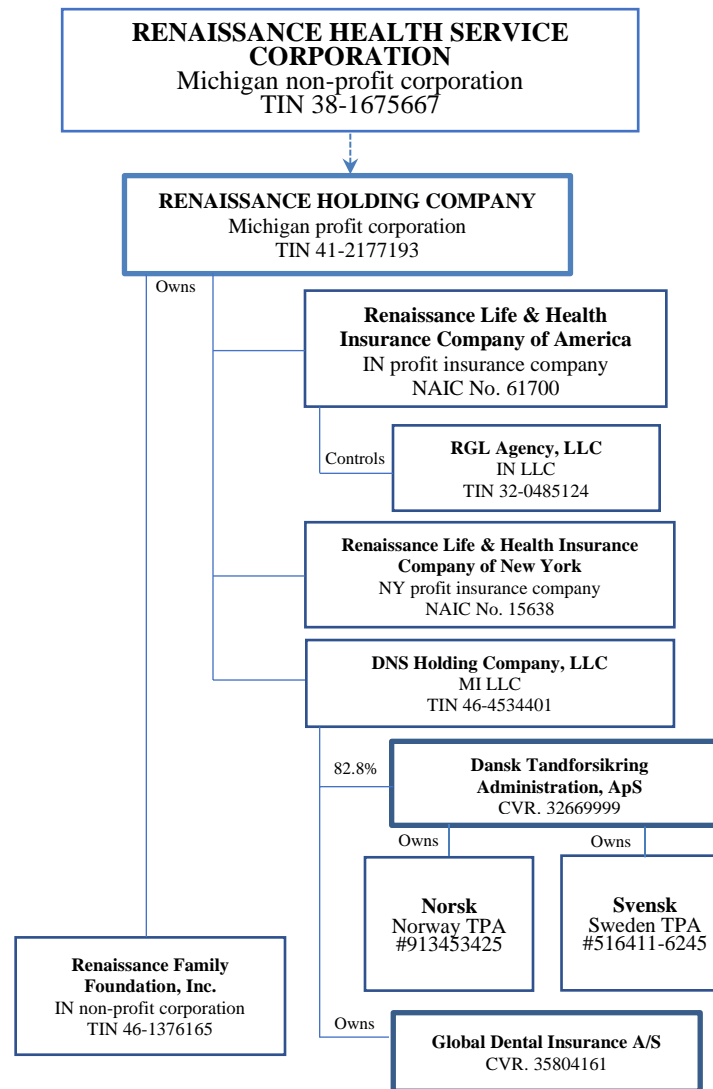 RENAISSANCE HEALTH SERVICE
CORPORATION
Michigan non-profit corporation
TIN 38-1675667
RENAISSANCE HOLDING COMPANY
Michigan profit corporation
TIN 41-2177193
Owns
Renaissance Life & Health
Insurance Company of America
IN profit insurance company
NAIC No. 61700
Controls
RGL Agency, LLC
IN LLC
TIN 32-0485124
Renaissance Life & Health Insurance
Company of New York
NY profit insurance company
NAIC No. 15638
DNS Holding Company, LLC
MI LLC
TIN 46-4534401
82.8%
Dansk Tandforsikring
Administration, ApS
CVR. 32669999
Owns
Owns
Norsk
Norway TPA
#913453425
Svensk
Sweden TPA
#516411-6245
Renaissance Family
Foundation, Inc.
IN non-profit corporation
TIN 46-1376165
Owns
Global Dental Insurance A/S
CVR. 35804161